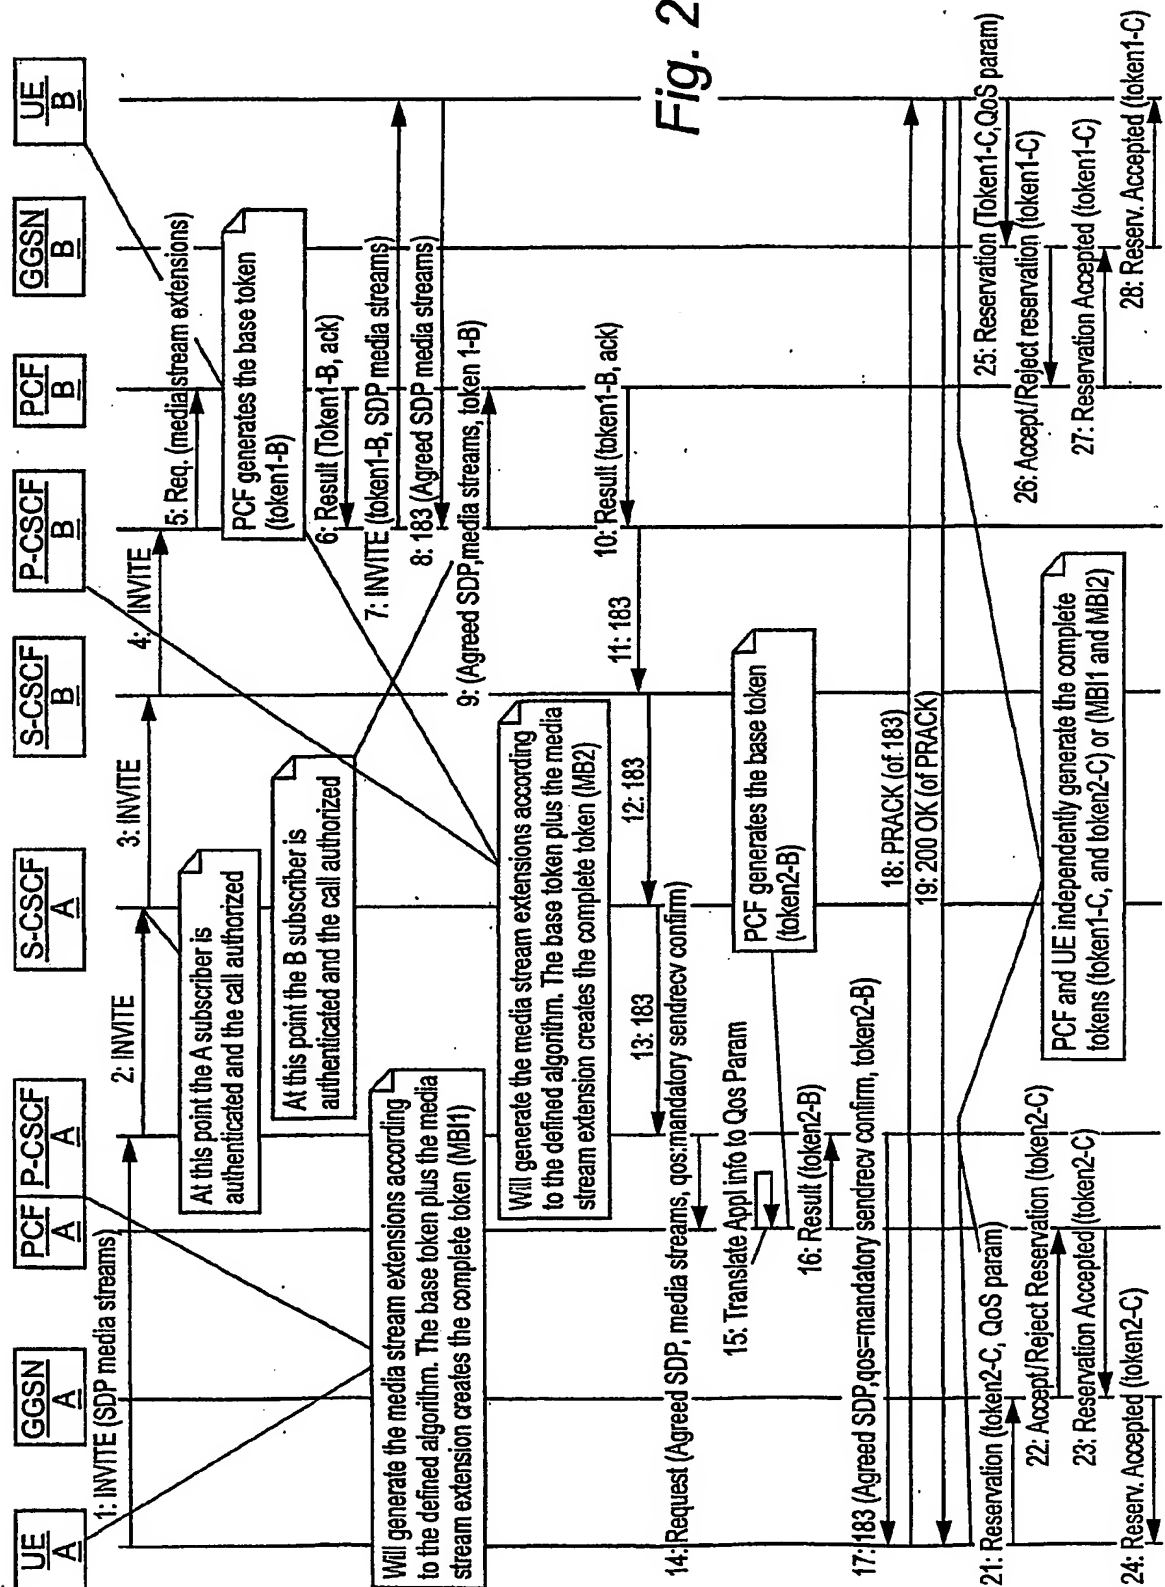 UE
A
GGSN
A
PCF
A
P-CSCF
A
S-CSCF
A
S-CSCF
B
P-CSCF
B
PCF
B
GGSN
B
UE
B
1: INVITE (SDP media streams)
2: INVITE
3: INVITE
4: INVITE
5: Req. (media stream extensions)
At this point the A subscriber is
authenticated and the call authorized
PCF generates the base token
(token1-B)
At this point the B subscriber is
authenticated and the call authorized
6: Result (Token1-B, ack)
7: INVITE (token1-B, SDP media streams)
8: 183 (Agreed SDP media streams)
Will generate the media stream extensions according
to the defined algorithm. The base token plus the media
stream extension creates the complete token (MBI1)
9: (Agreed SDP,media streams, token 1-B)
Will generate the media stream extensions according
to the defined algorithm. The base token plus the media
stream extension creates the complete token (MB2)
10: Result (token1-B, ack)
11: 183
12: 183
13: 183
14:Request (Agreed SDP, media streams, qos:mandatory sendrecv confirm)
15: Translate Appl info to Qos Param
PCF generates the base token
(token2-B)
16: Result (token2-B)
17:183 (Agreed SDP,qos=mandatory sendrecv confirm, token2-B)
18: PRACK (of 183)
19: 200 OK (of PRACK)
21: Reservation (token2-C, QoS param)
22: Accept/Reject Reservation (token2-C)
23: Reservation Accepted (token2-C)
24: Reserv. Accepted (token2-C)
PCF and UE independently generate the complete
tokens (token1-C, and token2-C) or (MBI1 and MBI2)
25: Reservation (Token1-C,QoS param)
26: Accept/Reject reservation (token1-C)
27: Reservation Accepted (token1-C)
28: Reserv. Accepted (token1-C)
Fig. 2